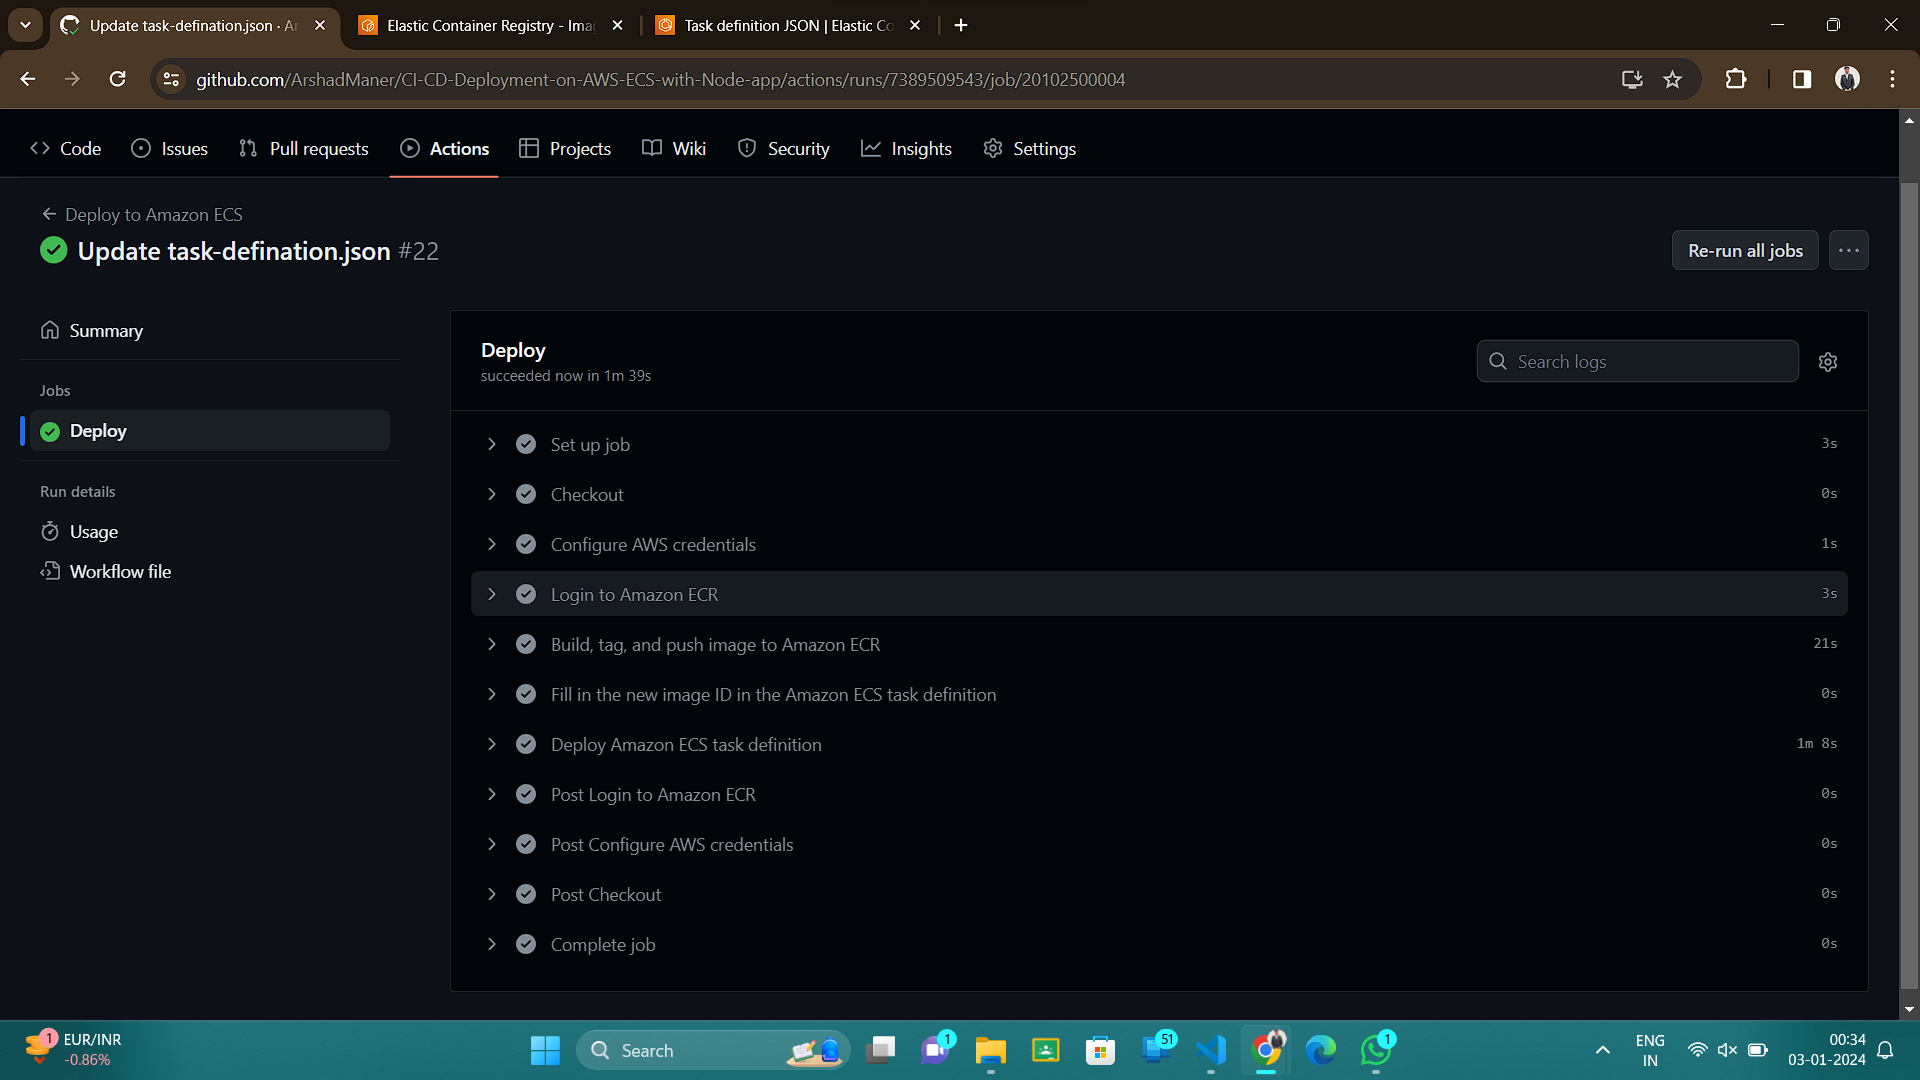 Update task-defination.json · Ar
Elastic Container Registry - Imag
Task definition JSON | Elastic Co
github.com/ArshadManer/CI-CD-Deployment-on-AWS-ECS-with-Node-app/actions/runs/7389509543/job/20102500004
Code
Issues
Pull requests
Actions
Projects
Wiki
Security
Insights
Settings
Deploy to Amazon ECS
Update task-defination.json #22
Re-run all jobs
Summary
Jobs
Deploy
Run details
Usage
Workflow file
Deploy
succeeded now in 1m 39s
Search logs
Set up job 3s
Checkout 0s
Configure AWS credentials 1s
Login to Amazon ECR 3s
Build, tag, and push image to Amazon ECR 21s
Fill in the new image ID in the Amazon ECS task definition 0s
Deploy Amazon ECS task definition 1m 8s
Post Login to Amazon ECR 0s
Post Configure AWS credentials 0s
Post Checkout 0s
Complete job 0s
1
EUR/INR
-0.86%
Search
1
51
1
ENG
IN
00:34
03-01-2024